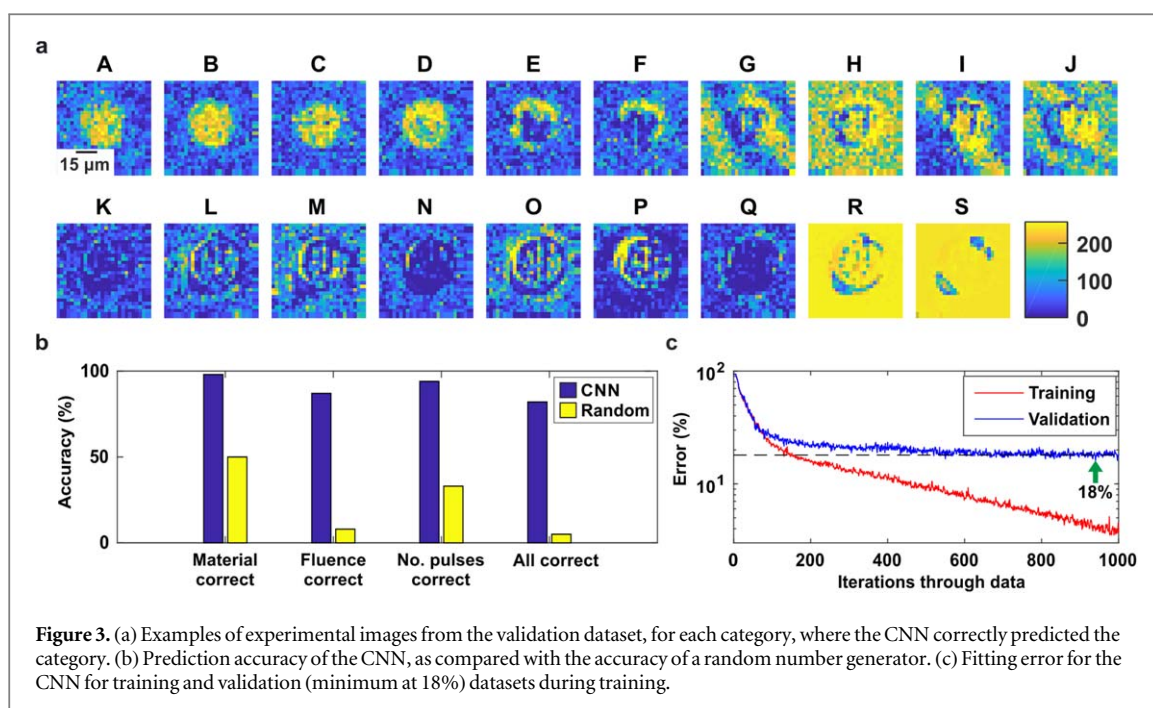 a
A B C D E F G H I J
15 µm
K L M N O P Q R S
200
100
0
b
100
50
0
Accuracy (%)
CNN
Random
Material correct
Fluence correct
No. pulses correct
All correct
c
10²
10¹
Error (%)
Training
Validation
18%
0 200 400 600 800 1000
Iterations through data
Figure 3. (a) Examples of experimental images from the validation dataset, for each category, where the CNN correctly predicted the
category. (b) Prediction accuracy of the CNN, as compared with the accuracy of a random number generator. (c) Fitting error for the
CNN for training and validation (minimum at 18%) datasets during training.